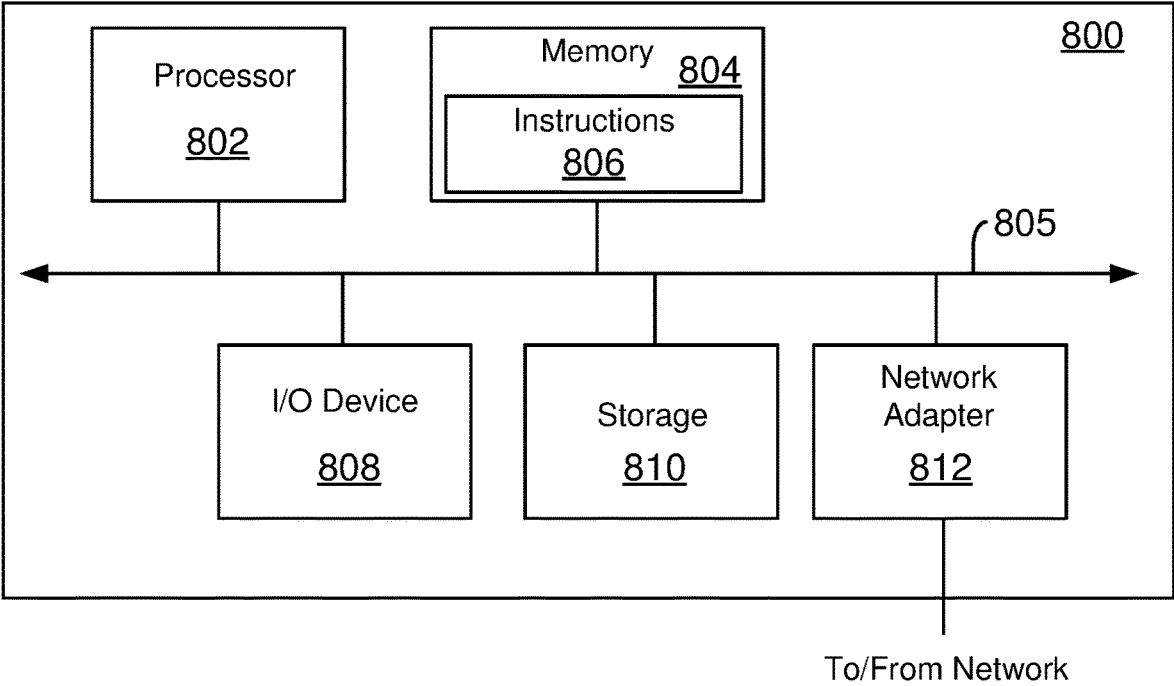 800
Processor
802
Memory
804
Instructions
806
805
I/O Device
808
Storage
810
Network
Adapter
812
To/From Network